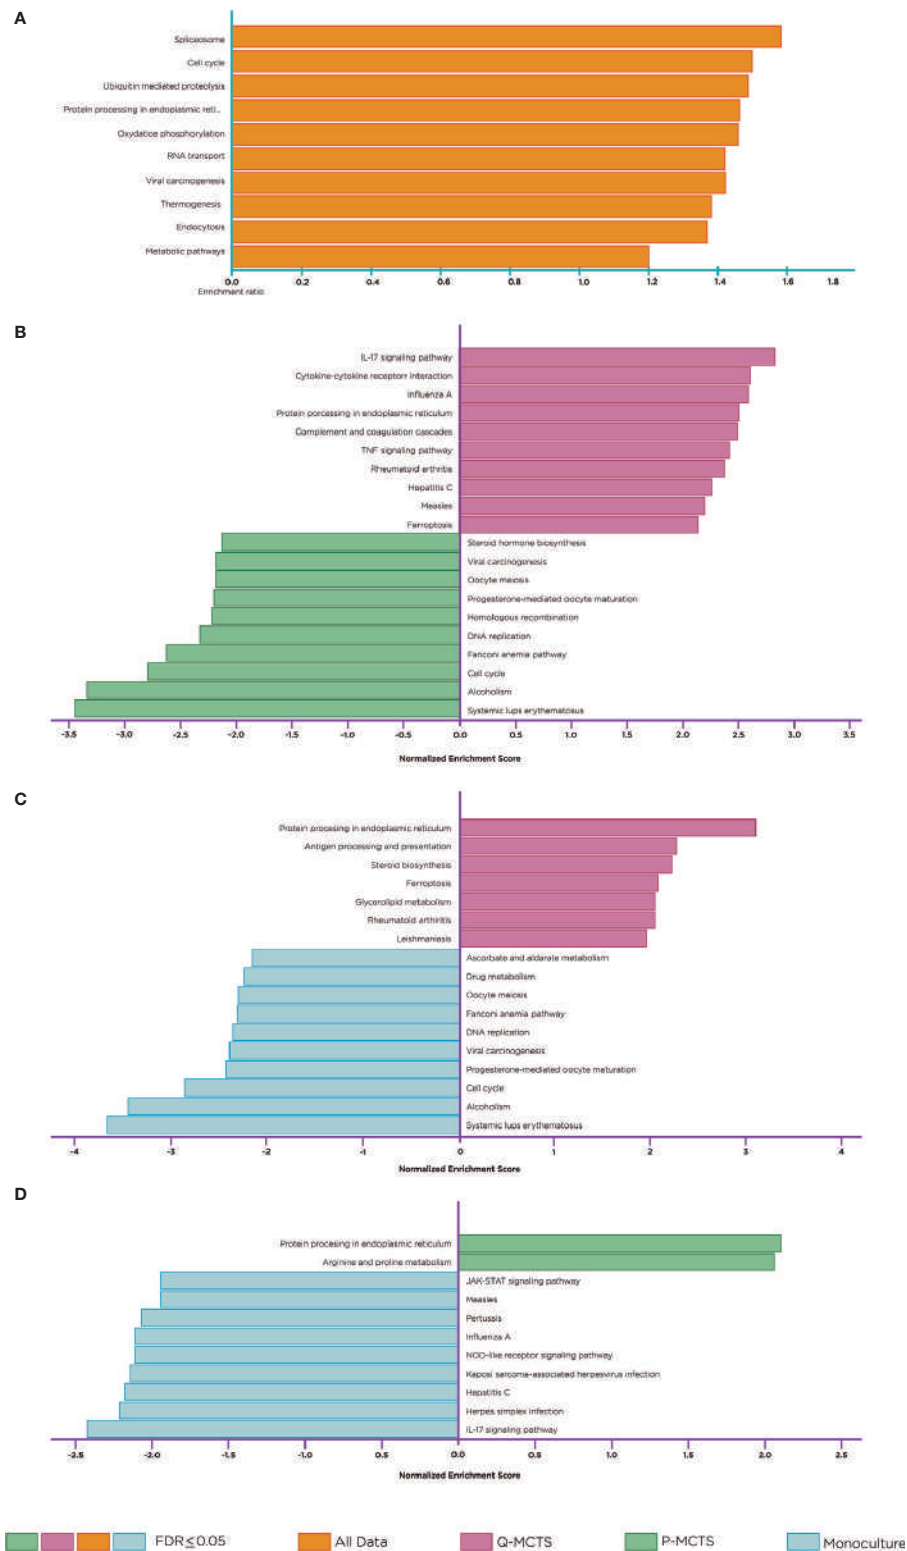 A
Spliceosome
Cell cycle
Ubiquitin mediated proteolysis
Protein processing in endoplasmic reti...
Oxydatice phosphorylation
RNA transport
Viral carcinogenesis
Thermogenesis
Endocytosis
Metabolic pathways
0.0 0.2 0.4 0.6 0.8 1.0 1.2 1.4 1.6 1.8
Enrichment ratio
B
IL-17 signaling pathway
Cytokine-cytokine receptorr interaction
Influenza A
Protein porcessing in endoplasmic reticulum
Complement and coagulation cascades
TNF signaling pathway
Rheumatoid arthritis
Hepatitis C
Measles
Ferroptosis
Steroid hormone biosynthesis
Viral carcinogenesis
Oocyte meiosis
Progesterone-mediated oocyte maturation
Homologous recombination
DNA replication
Fanconi anemia pathway
Cell cycle
Alcoholism
Systemic lups erythematosus
-3.5 -3.0 -2.5 -2.0 -1.5 -1.0 -0.5 0.0 0.5 1.0 1.5 2.0 2.5 3.0 3.5
Normalized Enrichment Score
C
Protein procesing in endoplasmic reticulum
Antigen processing and presentation
Steroid biosynthesis
Ferroptosis
Glycerolipid metabolism
Rheumatoid arthiritis
Leishmaniasis
Ascorbate and aldarate metabolism
Drug metabolism
Oocyte meiosis
Fanconi anemia pathway
DNA replication
Viral carcinogenesis
Progesterone-mediated oocyte maturation
Cell cycle
Alcoholism
Systemic lups erythematosus
-4 -3 -2 -1 0 1 2 3 4
Normalized Enrichment Score
D
Protein procesing in endoplasmic reticulum
Arginine and proline metabolism
JAK-STAT signaling pathway
Measles
Pertussis
Influenza A
NOD-like receptor signaling pathway
Kaposi sarcoma-associated herpesvirus infection
Hepatitis C
Herpes simplex infection
IL-17 signaling pathway
-2.5 -2.0 -1.5 -1.0 0.5 0.0 0.5 1.0 1.5 2.0 2.5
Normalized Enrichment Score
FDR≤0.05 All Data Q-MCTS P-MCTS Monoculture